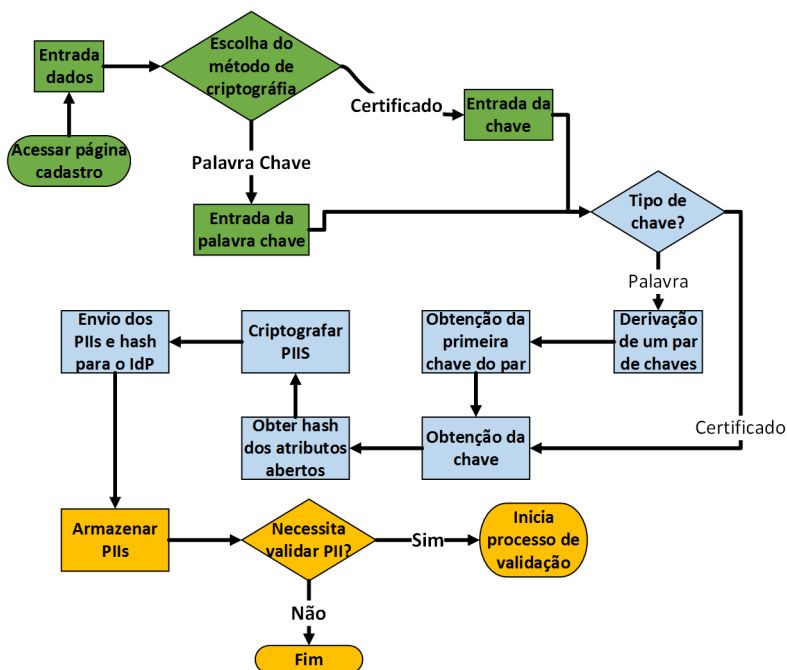 Entrada
dados
Escolha do
método de
criptográfia
Certificado
Entrada da
chave
Acessar página
cadastro
Palavra Chave
Entrada da
palavra chave
Tipo de
chave?
Palavra
Envio dos
PIIs e hash
para o IdP
Criptografar
PIIS
Obtenção da
primeira
chave do par
Derivação
de um par
de chaves
Certificado
Obter hash
dos atributos
abertos
Obtenção da
chave
Armazenar
PIIs
Necessita
validar PII?
Sim
Inicia
processo de
validação
Não
Fim